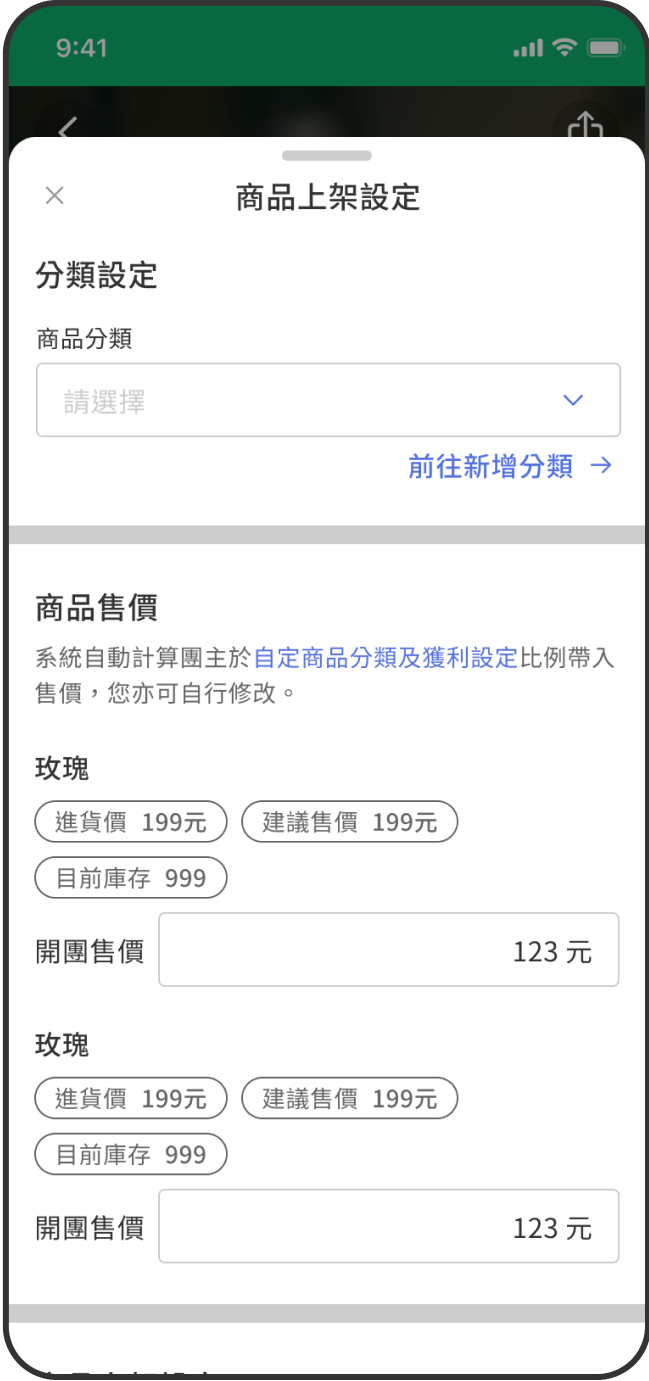 9:41
商品上架設定
分類設定
商品分類
請選擇
前往新增分類 →
商品售價
系統自動計算團主於自定商品分類及獲利設定比例帶入
售價，您亦可自行修改。
玫瑰
進貨價 199元 建議售價 199元
目前庫存 999
開團售價 123 元
玫瑰
進貨價 199元 建議售價 199元
目前庫存 999
開團售價 123 元